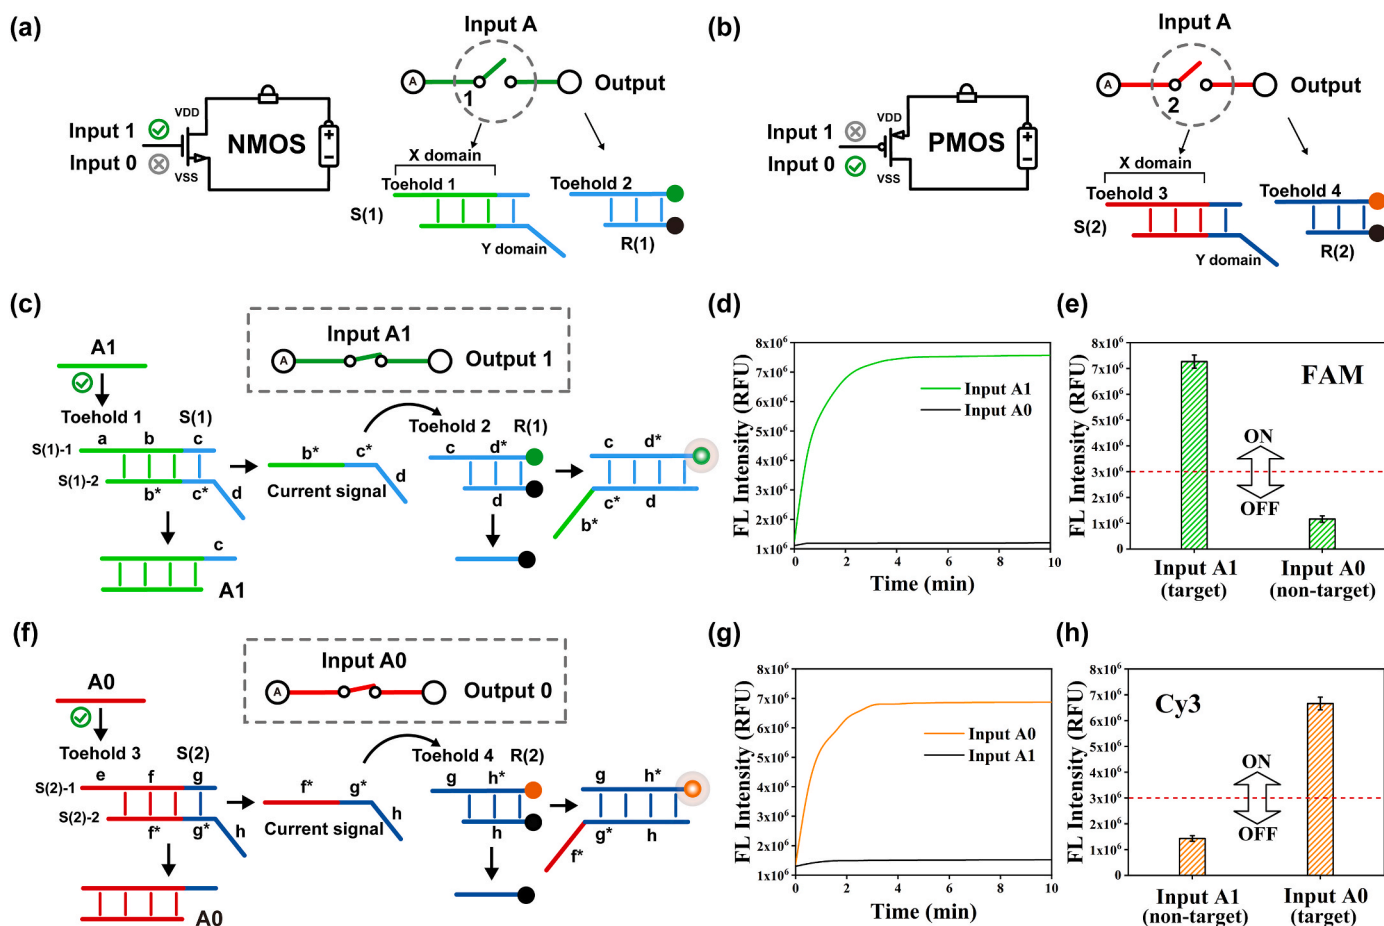 (a)
Input A
VDD
Input 1
Input 0
NMOS
VSS
A
1
Output
X domain
Toehold 1
Toehold 2
S(1)
Y domain
R(1)
(b)
Input A
VDD
Input 1
Input 0
PMOS
VSS
A
2
Output
X domain
Toehold 3
Toehold 4
S(2)
Y domain
R(2)
(c)
A1
Input A1
A
Output 1
Toehold 1
S(1)
S(1)-1
a
b
c
S(1)-2
b*
c*
d
c
A1
b*
c*
d
Current signal
Toehold 2
R(1)
c
d*
d
c
d*
c*
d
b*
(d)
FL Intensity (RFU)
8x10⁶
7x10⁶
6x10⁶
5x10⁶
4x10⁶
3x10⁶
2x10⁶
1x10⁶
Input A1
Input A0
0
2
4
6
8
10
Time (min)
(e)
FL Intensity (RFU)
8x10⁶
7x10⁶
6x10⁶
5x10⁶
4x10⁶
3x10⁶
2x10⁶
1x10⁶
0
FAM
ON
OFF
Input A1
(target)
Input A0
(non-target)
(f)
A0
Input A0
A
Output 0
Toehold 3
S(2)
S(2)-1
e
f
g
S(2)-2
f*
g*
h
A0
f*
g*
h
Current signal
Toehold 4
R(2)
g
h*
h
g
h*
g*
h
f*
(g)
FL Intensity (RFU)
8x10⁶
7x10⁶
6x10⁶
5x10⁶
4x10⁶
3x10⁶
2x10⁶
1x10⁶
Input A0
Input A1
0
2
4
6
8
10
Time (min)
(h)
FL Intensity (RFU)
8x10⁶
7x10⁶
6x10⁶
5x10⁶
4x10⁶
3x10⁶
2x10⁶
1x10⁶
0
Cy3
ON
OFF
Input A1
(non-target)
Input A0
(target)